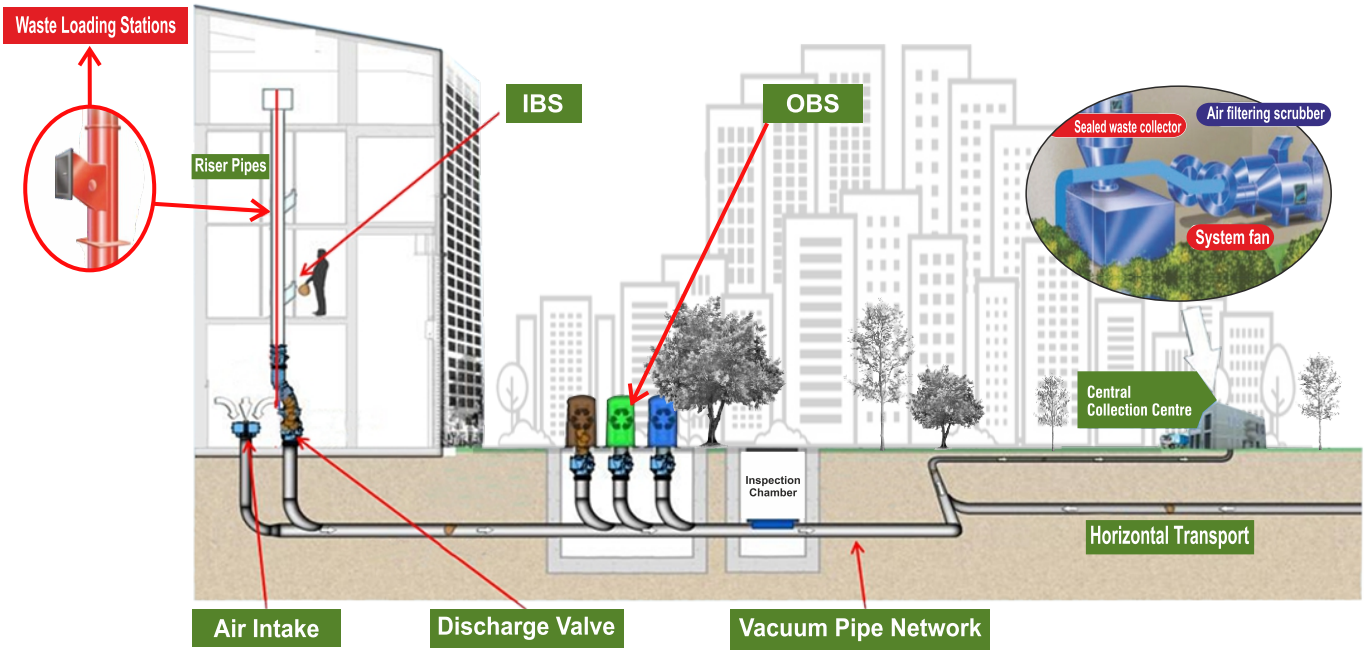 Waste Loading Stations
IBS
OBS
Sealed waste collector
Air filtering scrubber
Riser Pipes
System fan
Central
Collection Centre
Inspection
Chamber
Horizontal Transport
Air Intake
Discharge Valve
Vacuum Pipe Network